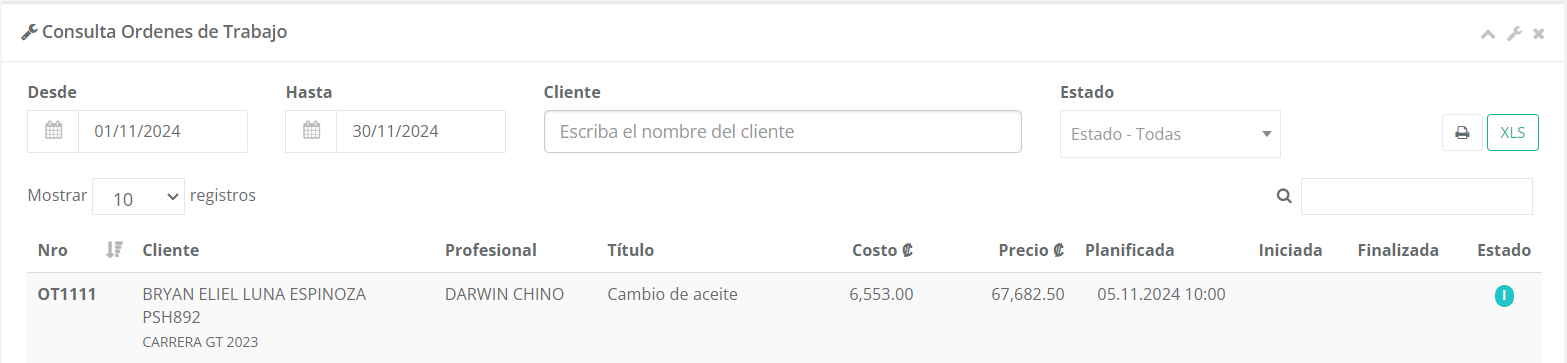 Consulta Ordenes de Trabajo
Desde Hasta Cliente Estado
01/11/2024 30/11/2024 Escriba el nombre del cliente Estado - Todas XLS
Mostrar 10 registros
Nro Cliente Profesional Título Costo ₡ Precio ₡ Planificada Iniciada Finalizada Estado
OT1111 BRYAN ELIEL LUNA ESPINOZA DARWIN CHINO Cambio de aceite 6,553.00 67,682.50 05.11.2024 10:00 I
PSH892
CARRERA GT 2023